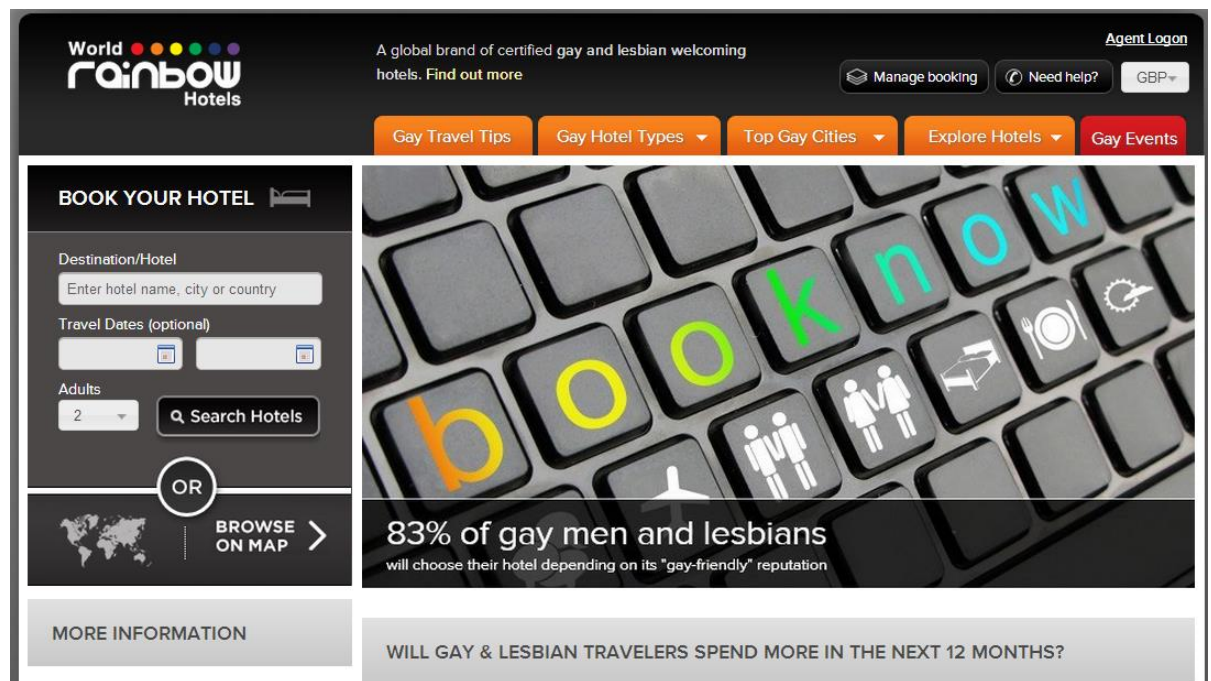 World
rainbow
Hotels
A global brand of certified gay and lesbian welcoming
hotels. Find out more
Agent Logon
Manage booking
Need help?
GBP
Gay Travel Tips
Gay Hotel Types
Top Gay Cities
Explore Hotels
Gay Events
BOOK YOUR HOTEL
Destination/Hotel
Enter hotel name, city or country
Travel Dates (optional)
Adults
2
Search Hotels
OR
BROWSE
ON MAP
book now
83% of gay men and lesbians
will choose their hotel depending on its "gay-friendly" reputation
MORE INFORMATION
WILL GAY & LESBIAN TRAVELERS SPEND MORE IN THE NEXT 12 MONTHS?